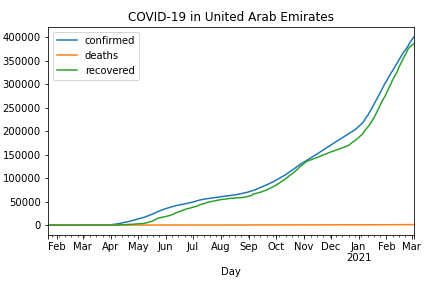 COVID-19 in United Arab Emirates
confirmed
deaths
recovered
400000
350000
300000
250000
200000
150000
100000
50000
0
Feb Mar Apr May Jun Jul Aug Sep Oct Nov Dec Jan Feb Mar
2021
Day